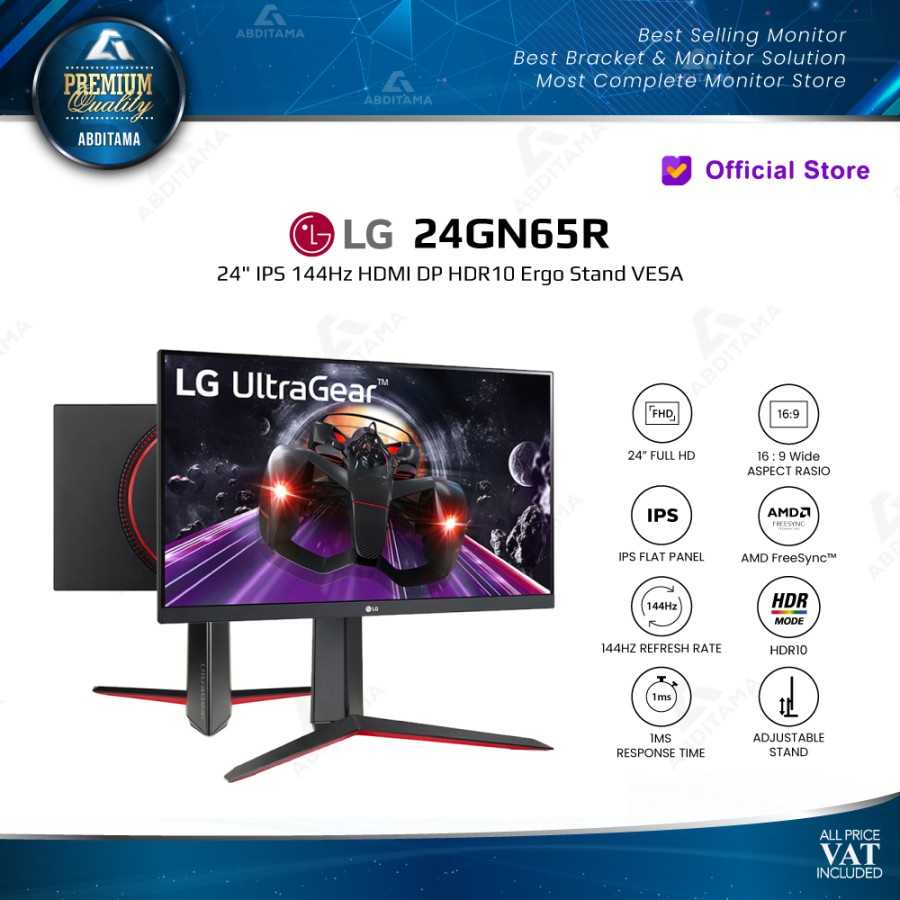 ABDITAMA
PREMIUM
Quality
ABDITAMA
ABDITAMA
Best Selling Monitor
Best Bracket & Monitor Solution
Most Complete Monitor Store
Official Store
LG 24GN65R
24" IPS 144Hz HDMI DP HDR10 Ergo Stand VESA
LG UltraGear™
LG
UltraGear
FHD
24" FULL HD
16:9
16 : 9 Wide
ASPECT RASIO
IPS
IPS FLAT PANEL
AMD
FREESYNC
AMD FreeSync™
144Hz
144HZ REFRESH RATE
HDR
MODE
HDR10
1ms
1MS
RESPONSE TIME
ADJUSTABLE
STAND
ALL PRICE
VAT
INCLUDED